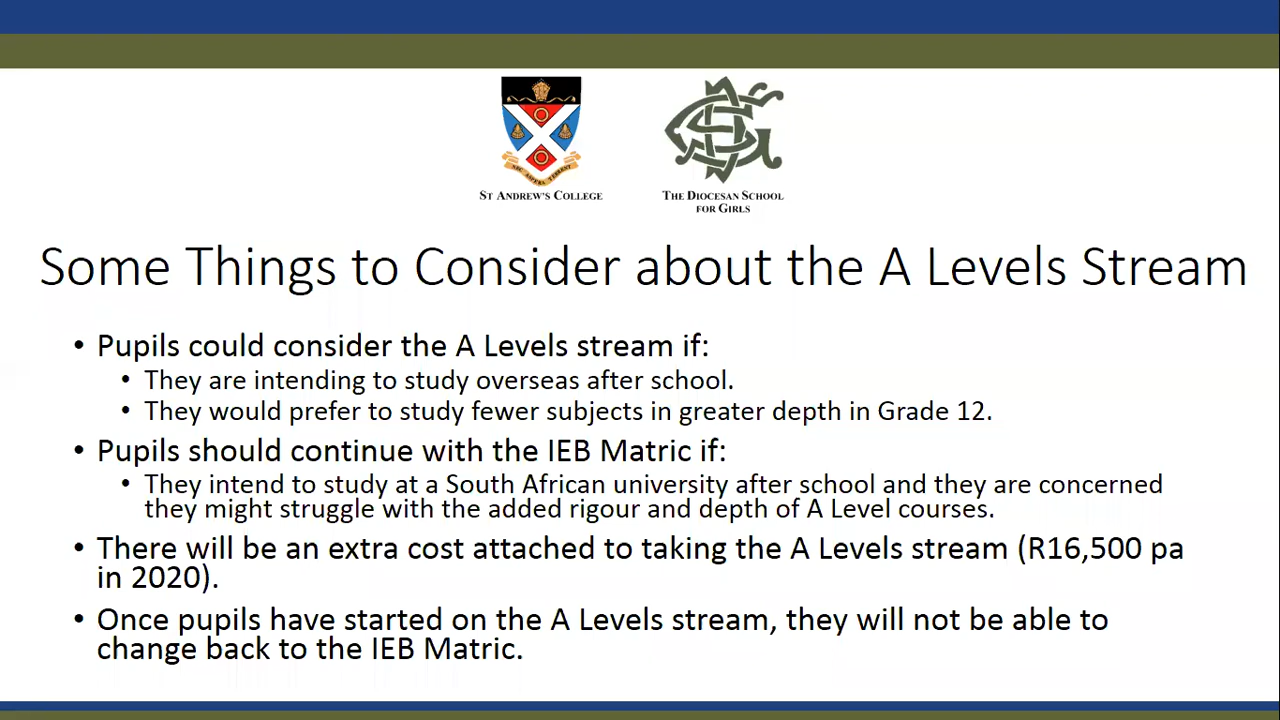 NEC ASPERA TERRENT
ST ANDREW'S COLLEGE
THE DIOCESAN SCHOOL
FOR GIRLS
Some Things to Consider about the A Levels Stream
• Pupils could consider the A Levels stream if:
• They are intending to study overseas after school.
• They would prefer to study fewer subjects in greater depth in Grade 12.
• Pupils should continue with the IEB Matric if:
• They intend to study at a South African university after school and they are concerned
they might struggle with the added rigour and depth of A Level courses.
• There will be an extra cost attached to taking the A Levels stream (R16,500 pa
in 2020).
• Once pupils have started on the A Levels stream, they will not be able to
change back to the IEB Matric.